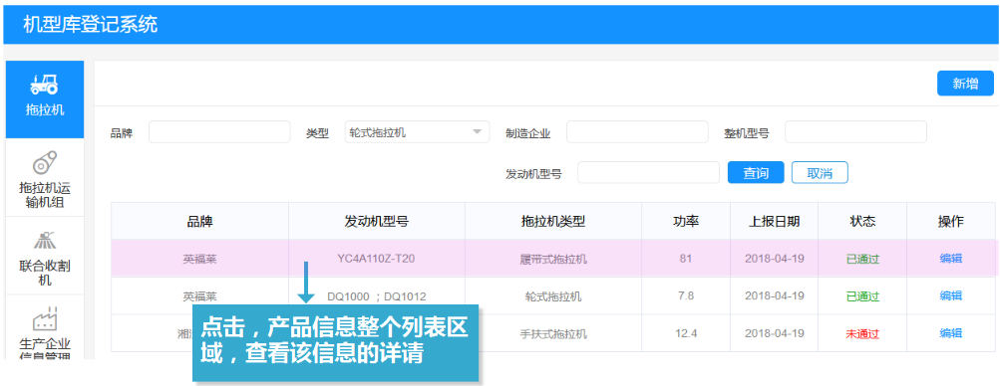 机型库登记系统
新增
拖拉机
品牌 类型 轮式拖拉机 制造企业 整机型号
发动机型号 查询 取消
拖拉机运
输机组
联合收割
机
生产企业
信息管理
品牌 发动机型号 拖拉机类型 功率 上报日期 状态 操作
英福莱 YC4A110Z-T20 履带式拖拉机 81 2018-04-19 已通过 编辑
英福莱 DQ1000 ；DQ1012 轮式拖拉机 7.8 2018-04-19 已通过 编辑
湘 手扶式拖拉机 12.4 2018-04-19 未通过 编辑
点击，产品信息整个列表区
域，查看该信息的详请